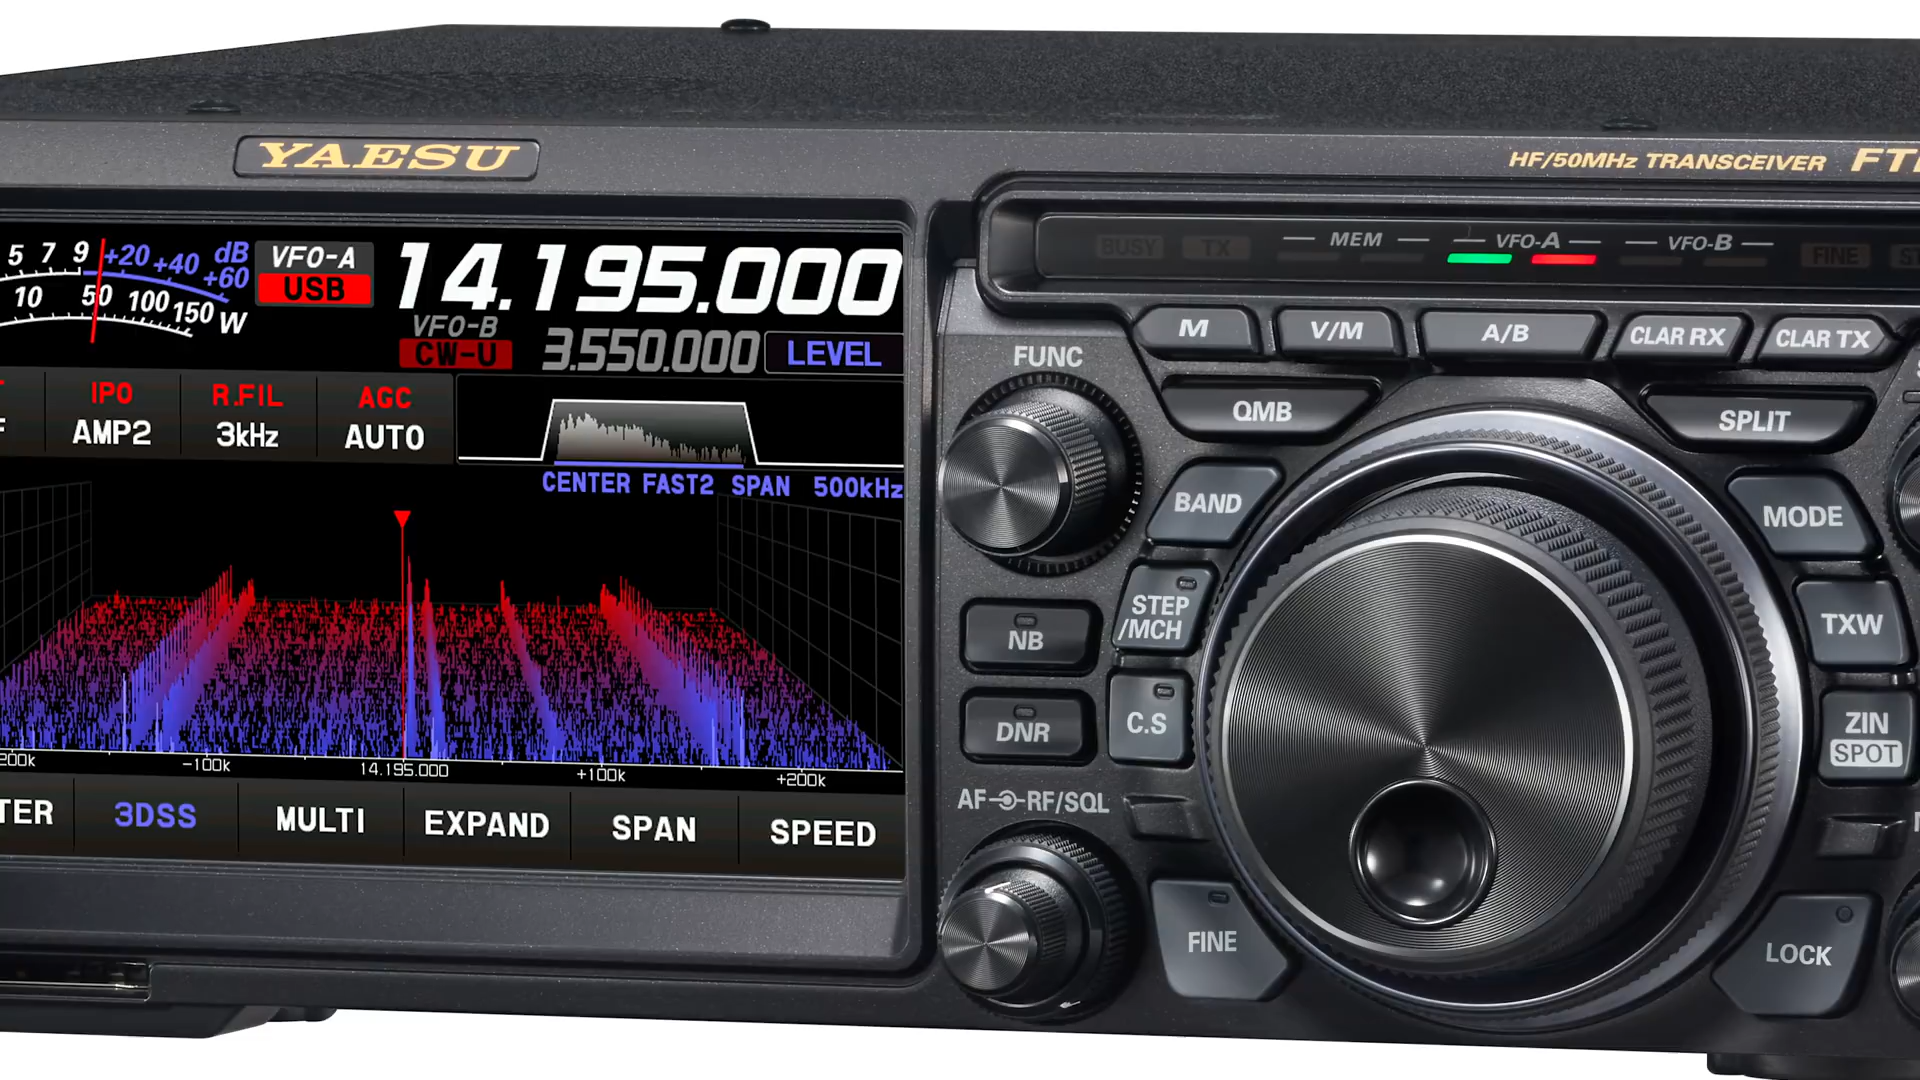 YAESU
HF/50MHz TRANSCEIVER
5 7 9 +20 +40 +60 dB
10 50 100 150 W
VFO-A
USB
14.195.000
VFO-B
CW-U
3.550.000
LEVEL
IPO
AMP2
R.FIL
3kHz
AGC
AUTO
CENTER FAST2 SPAN 500kHz
-100k 14.195.000 +100k +200k
3DSS MULTI EXPAND SPAN SPEED
BUSY TX MEM VFO-A VFO-B FINE
M V/M A/B CLAR RX CLAR TX
FUNC
QMB SPLIT
BAND MODE
STEP
/MCH
TXW
NB
DNR
C.S
ZIN
SPOT
AF RF/SQL
FINE LOCK